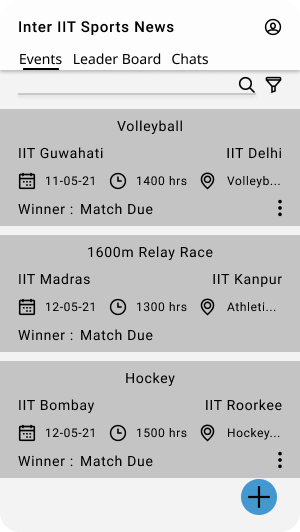 Inter IIT Sports News
Events Leader Board Chats
Volleyball
IIT Guwahati IIT Delhi
11-05-21 1400 hrs Volleyb...
Winner : Match Due
1600m Relay Race
IIT Madras IIT Kanpur
12-05-21 1300 hrs Athleti...
Winner : Match Due
Hockey
IIT Bombay IIT Roorkee
12-05-21 1500 hrs Hockey...
Winner : Match Due